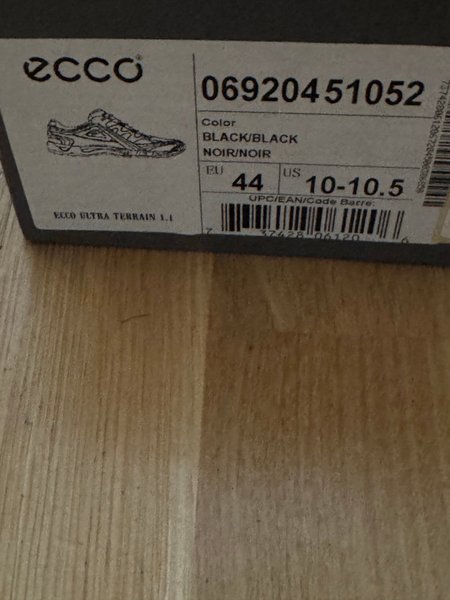 ecco
06920451052
Color
BLACK/BLACK
NOIR/NOIR
EU 44 US 10-10.5
UPC/EAN/Code Barre:
ECCO ULTRA TERRAIN 1.1